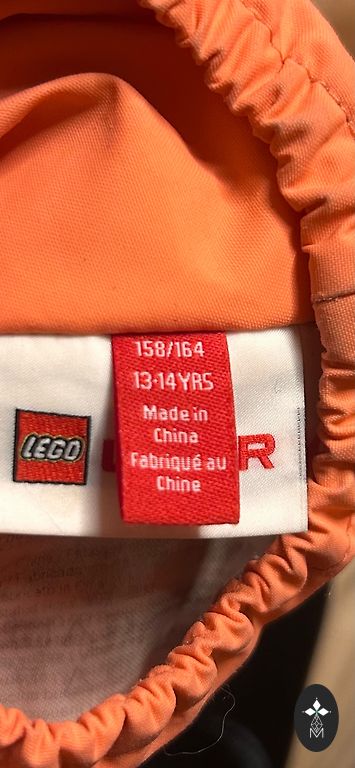 158/164
13-14YRS
Made in
China
Fabriqué au
Chine
LEGO
R